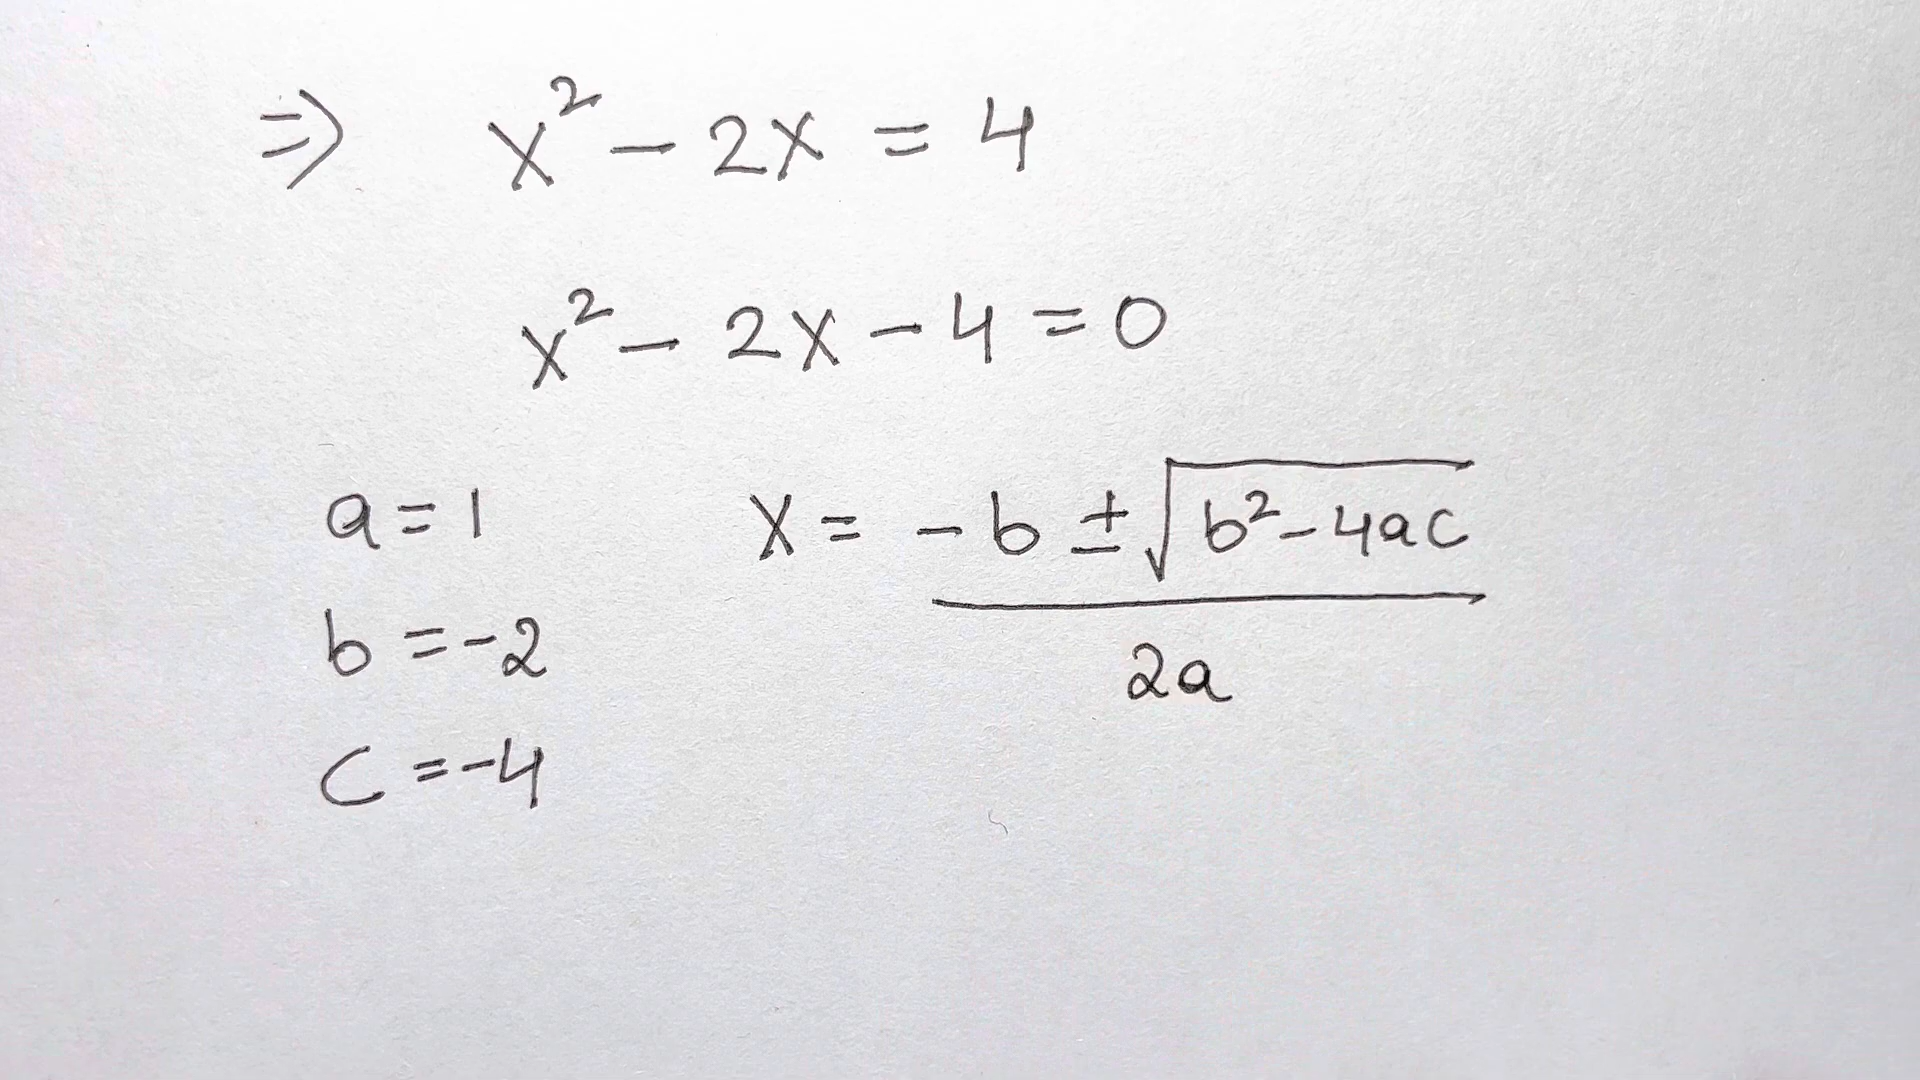 ⇒ x² - 2x = 4
x² - 2x - 4 = 0
a = 1
b = -2
c = -4
x = -b ± √(b² - 4ac)
2a